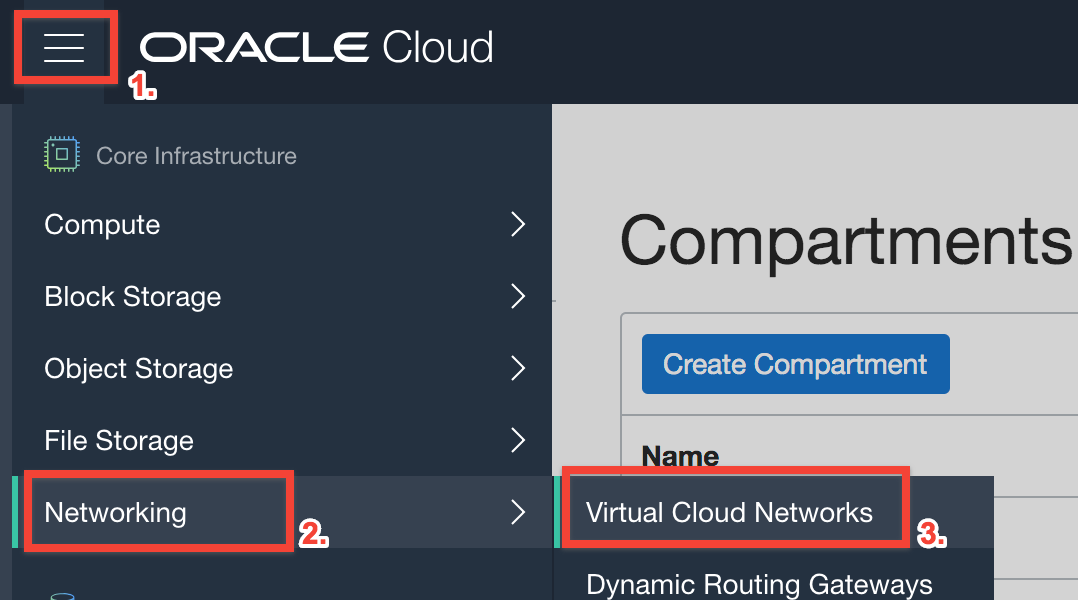 ORACLE Cloud
1.
Core Infrastructure
Compute
Block Storage
Object Storage
File Storage
Networking
2.
Compartments
Create Compartment
Name
Virtual Cloud Networks
3.
Dynamic Routing Gateways